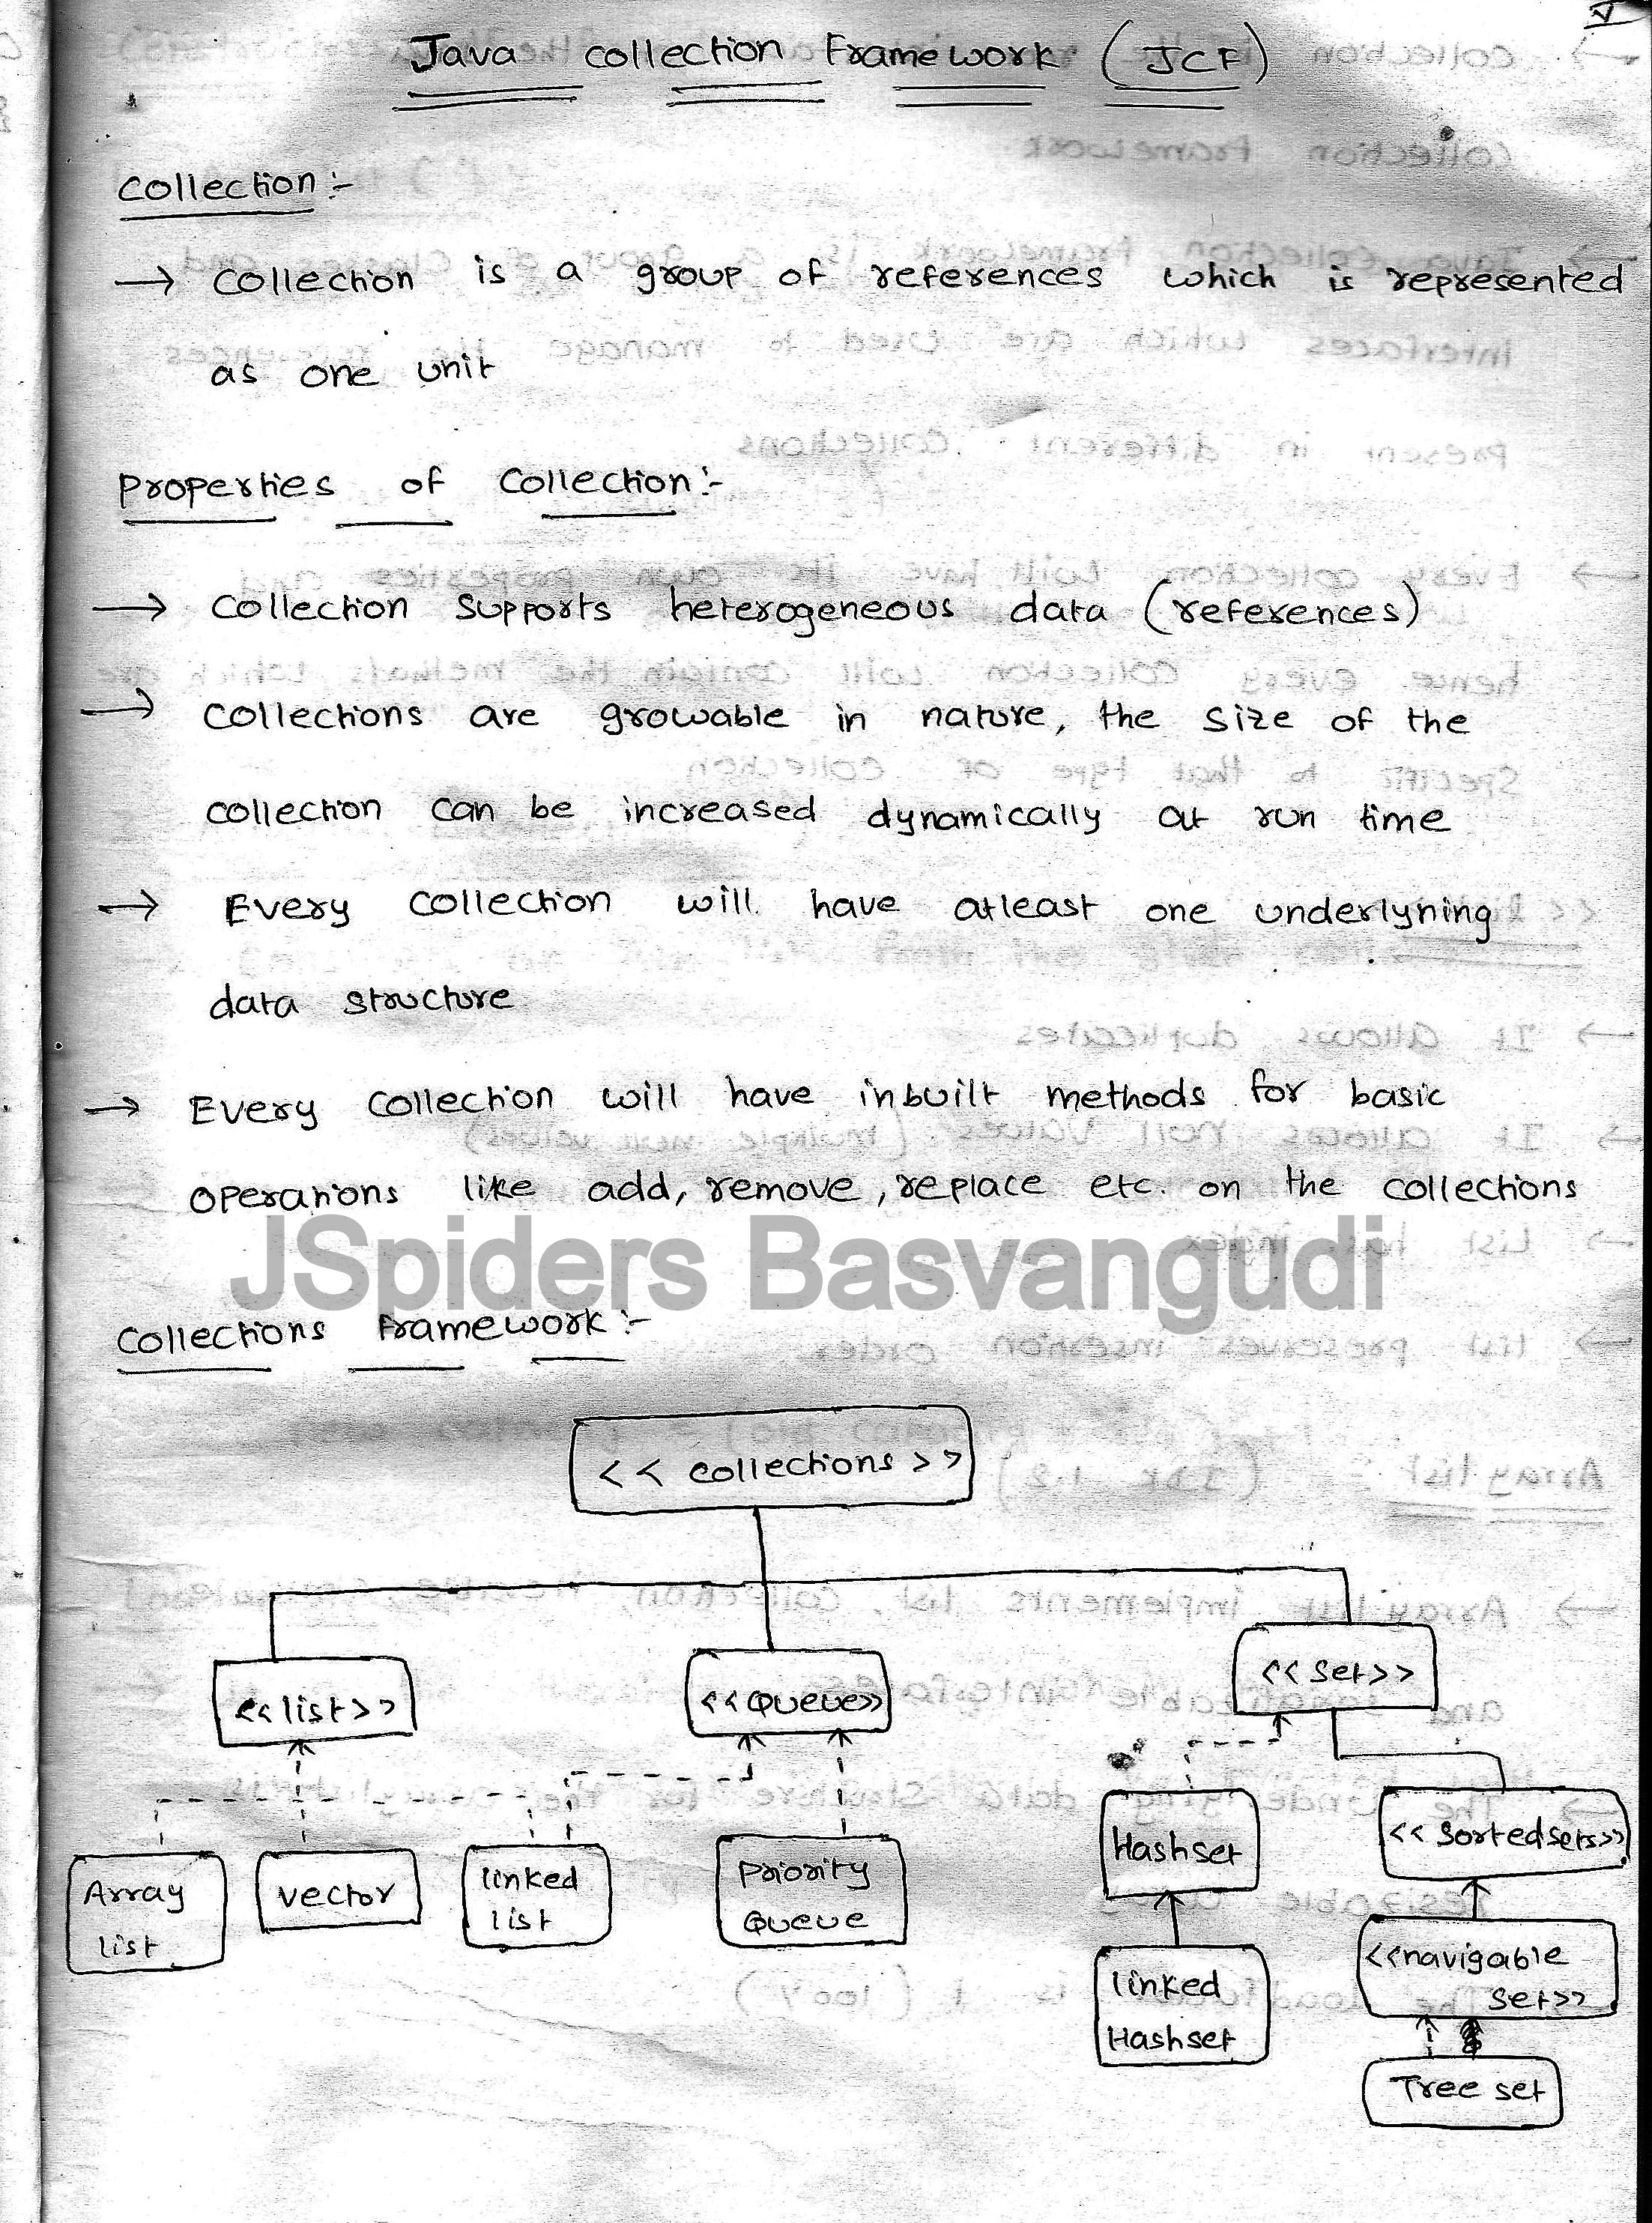 Java collection Framework (JCF)
Collection:-
→ Collection is a group of references which is represented
as one unit
Properties of Collection:-
→ Collection supports heterogeneous data (references)
→ Collections are growable in nature, the size of the
collection can be increased dynamically at run time
→ Every collection will have atleast one underlyning
data structure
→ Every collection will have inbuilt methods for basic
operations like add, remove, replace etc. on the collections
JSpiders Basvangudi
Collections Framework:-
<< collections >>
<<list>>
<<Queue>>
<<set>>
Array
list
vector
linked
list
Priority
Queue
Hashset
<< Sortedsets>>
linked
Hashset
<<navigable
set>>
Tree set